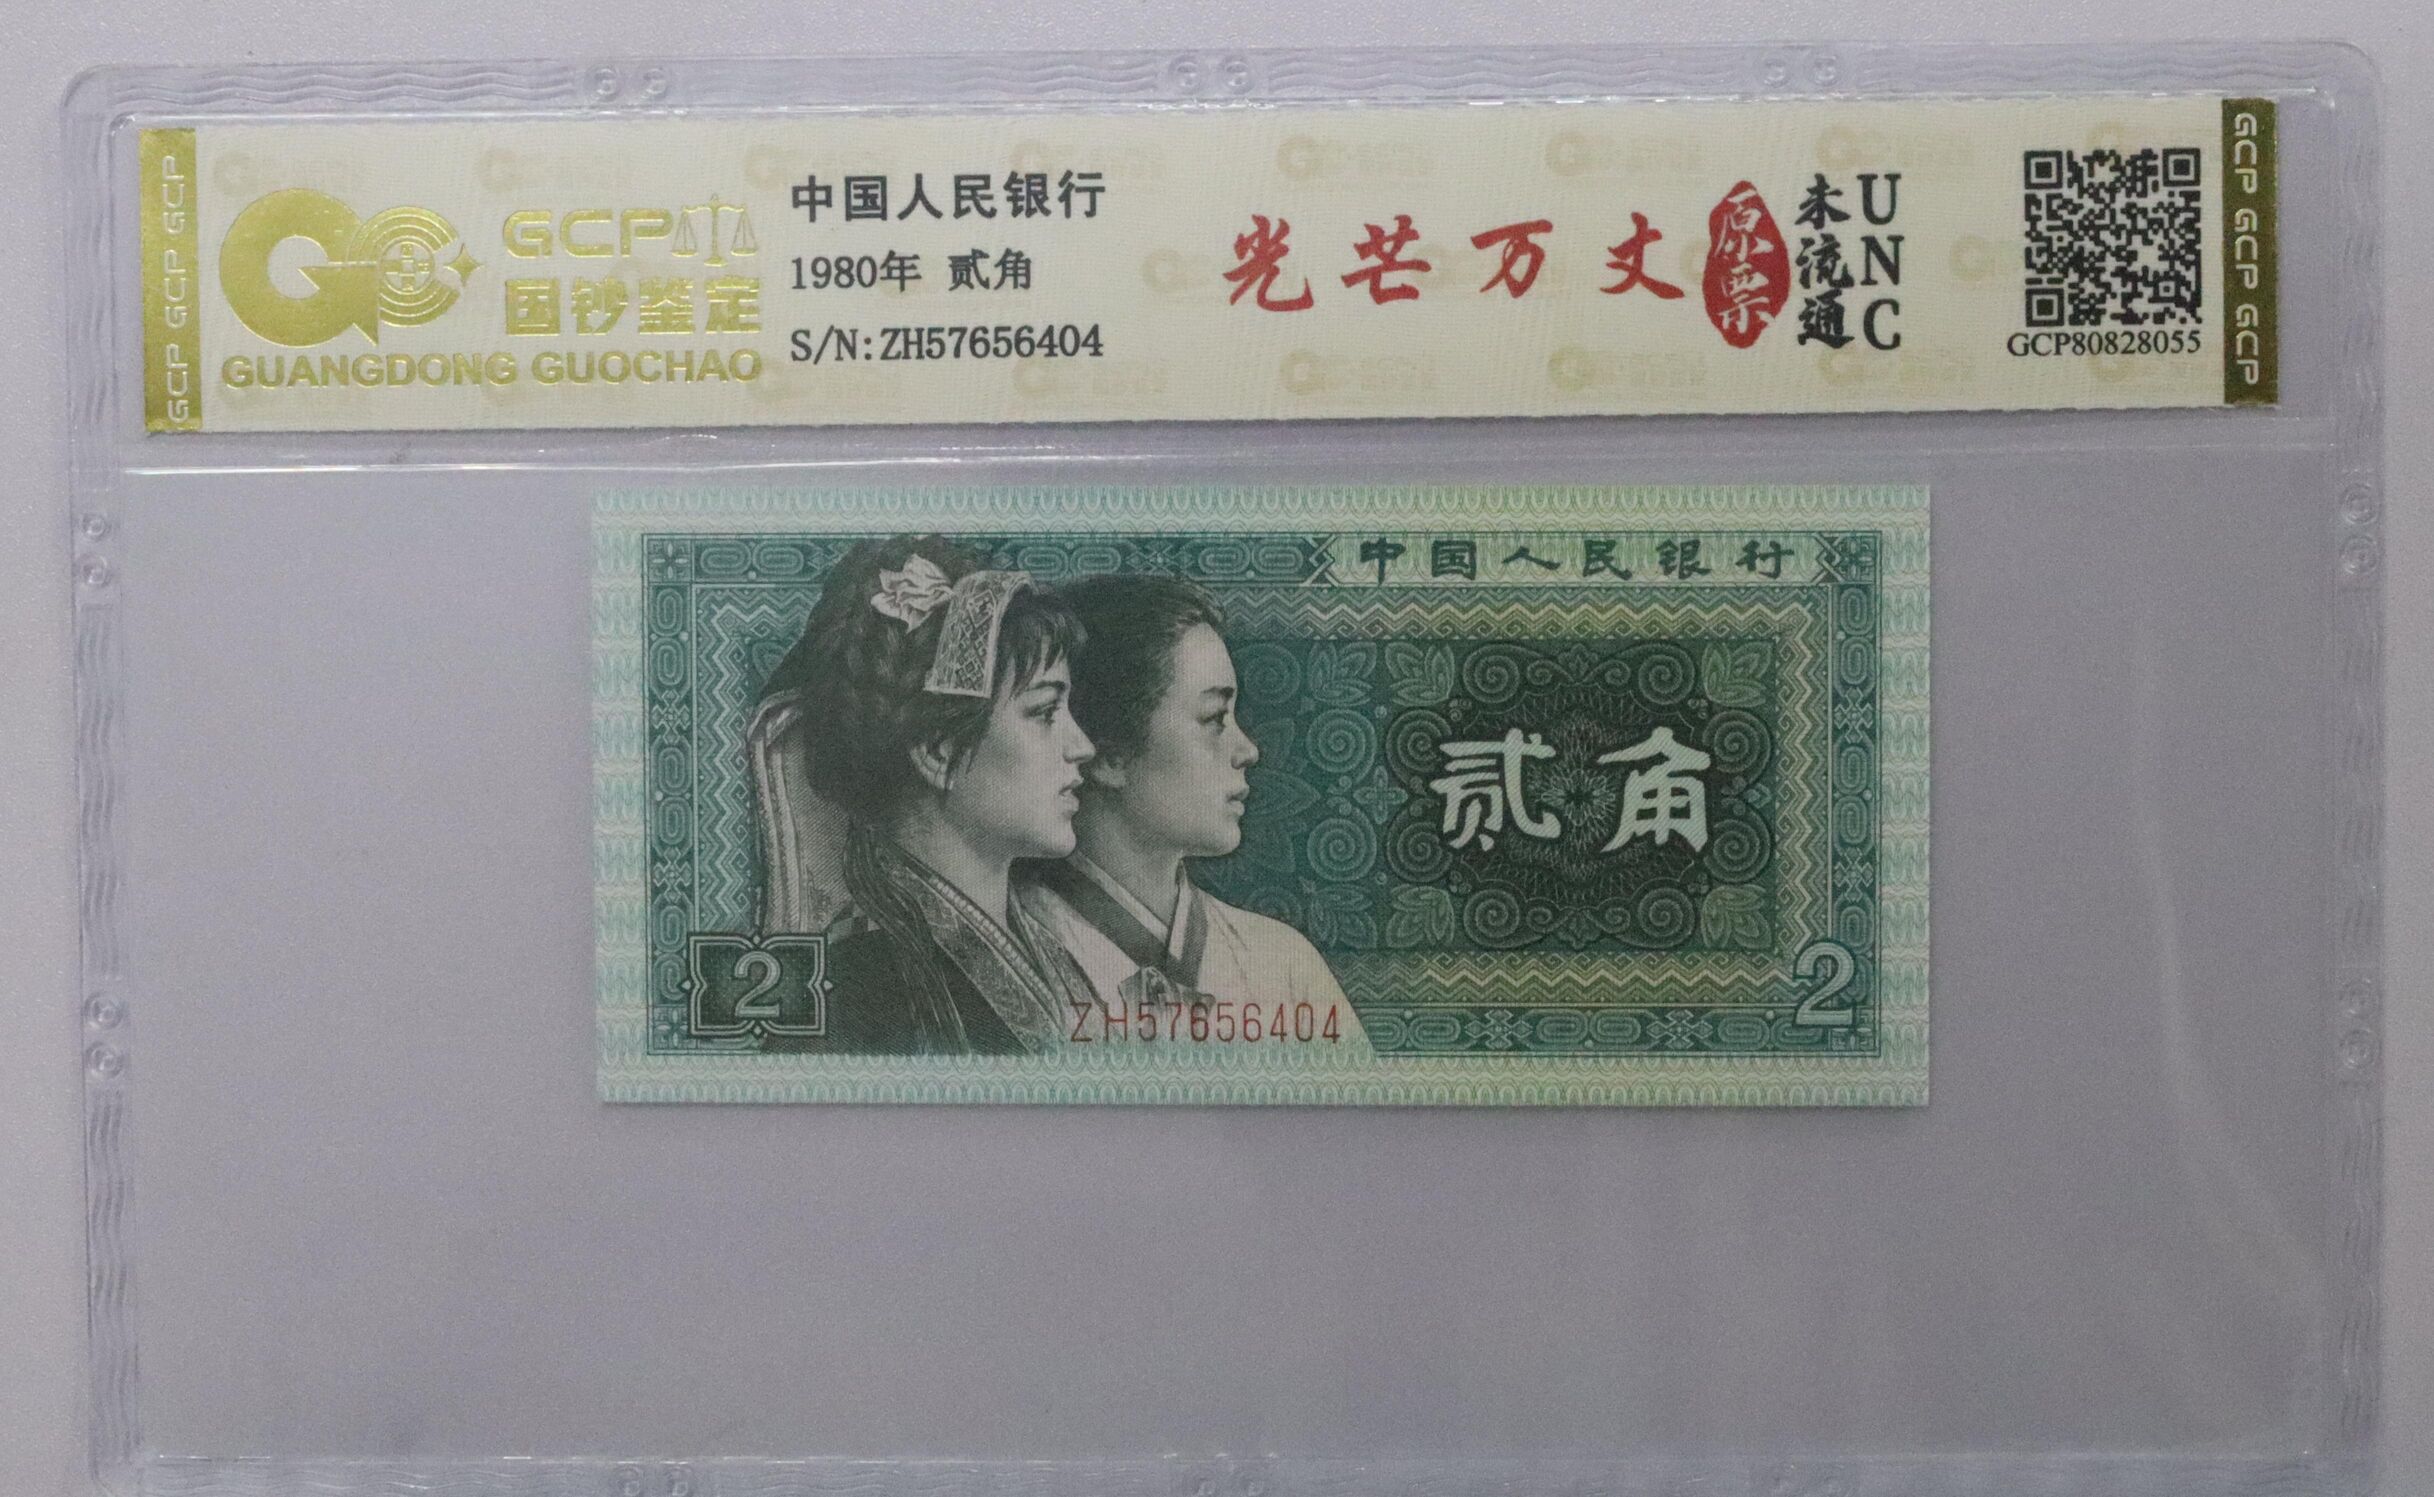 GCP GCP GCP
GCP
国钞鉴定
GUANGDONG GUOCHAO
中国人民银行
1980年 贰角
S/N:ZH57656404
光芒万丈
原票
未流通
UNC
GCP80828055
GCP GCP GCP
中国人民银行
贰角
2
2
ZH57656404